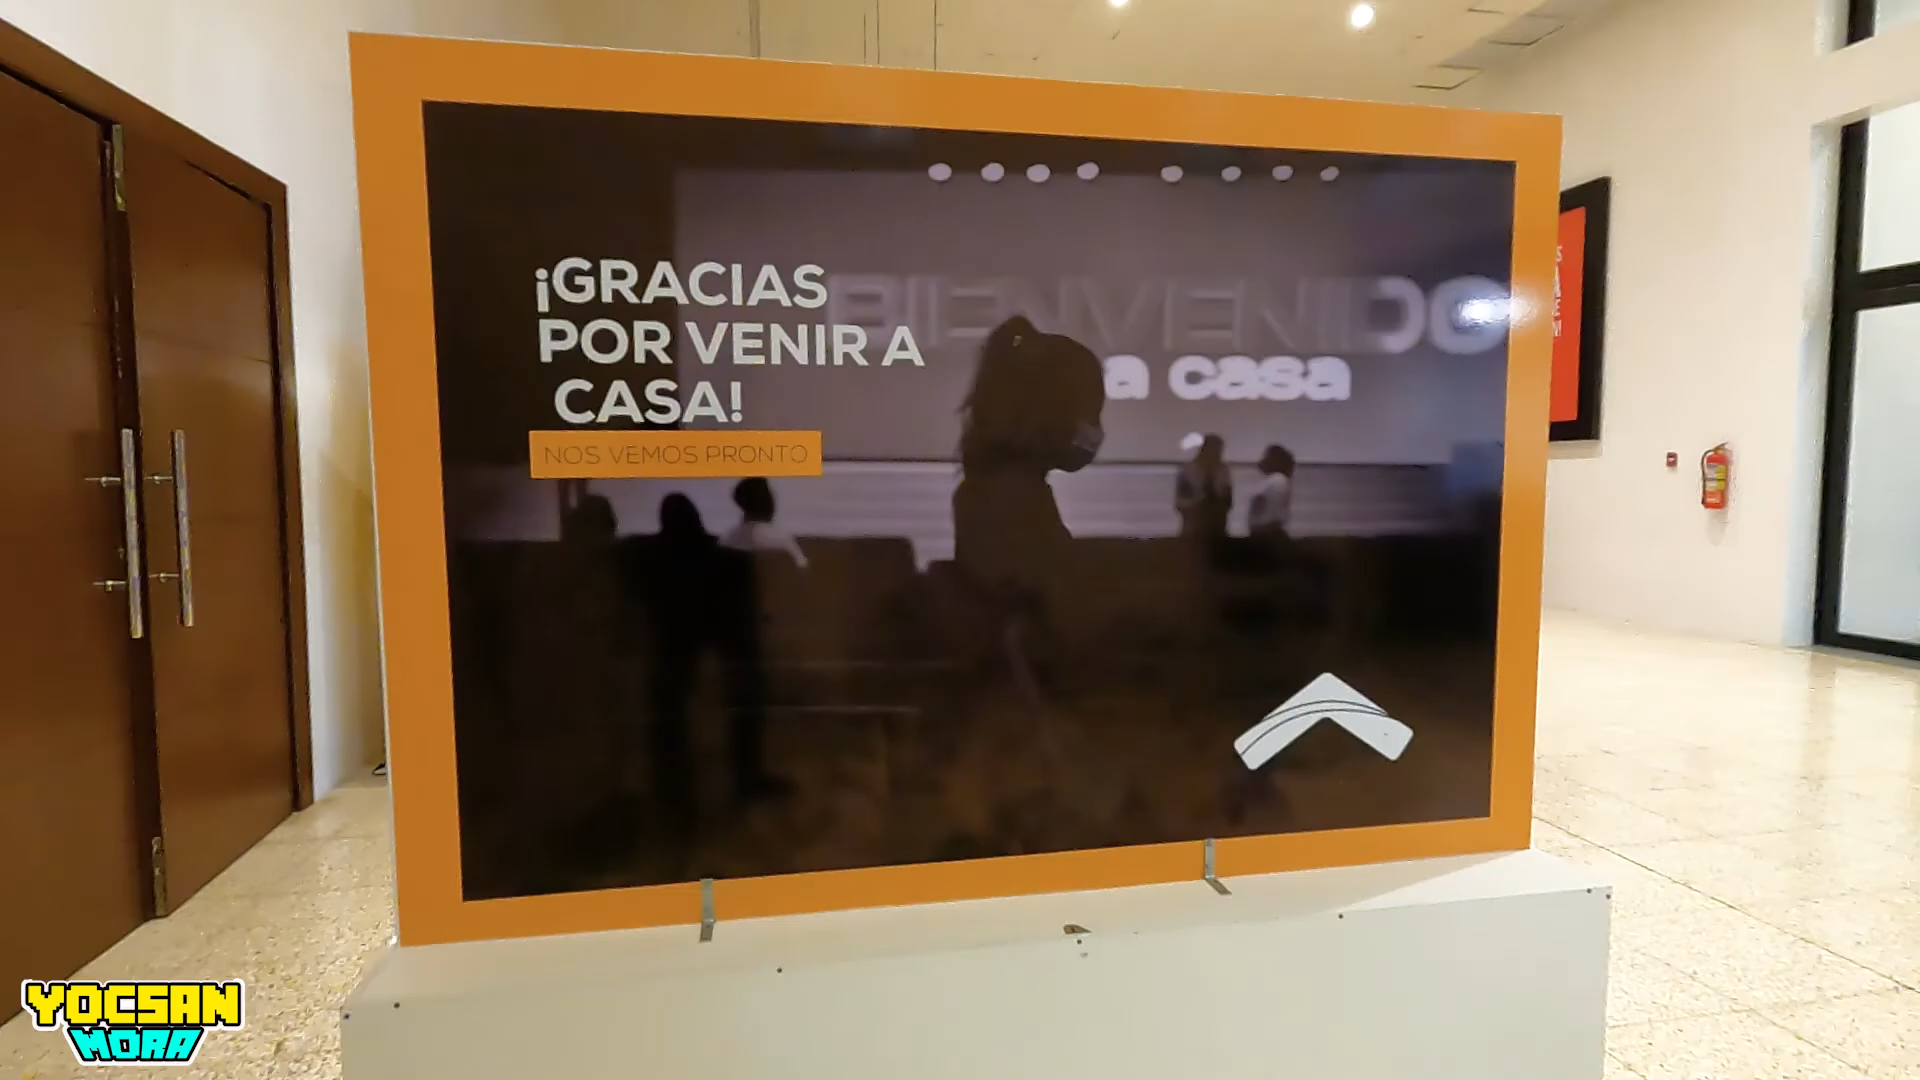 ¡GRACIAS
POR VENIR A
CASA!
NOS VEMOS PRONTO
BIENVENIDO
a casa
YOCSAN
MORA